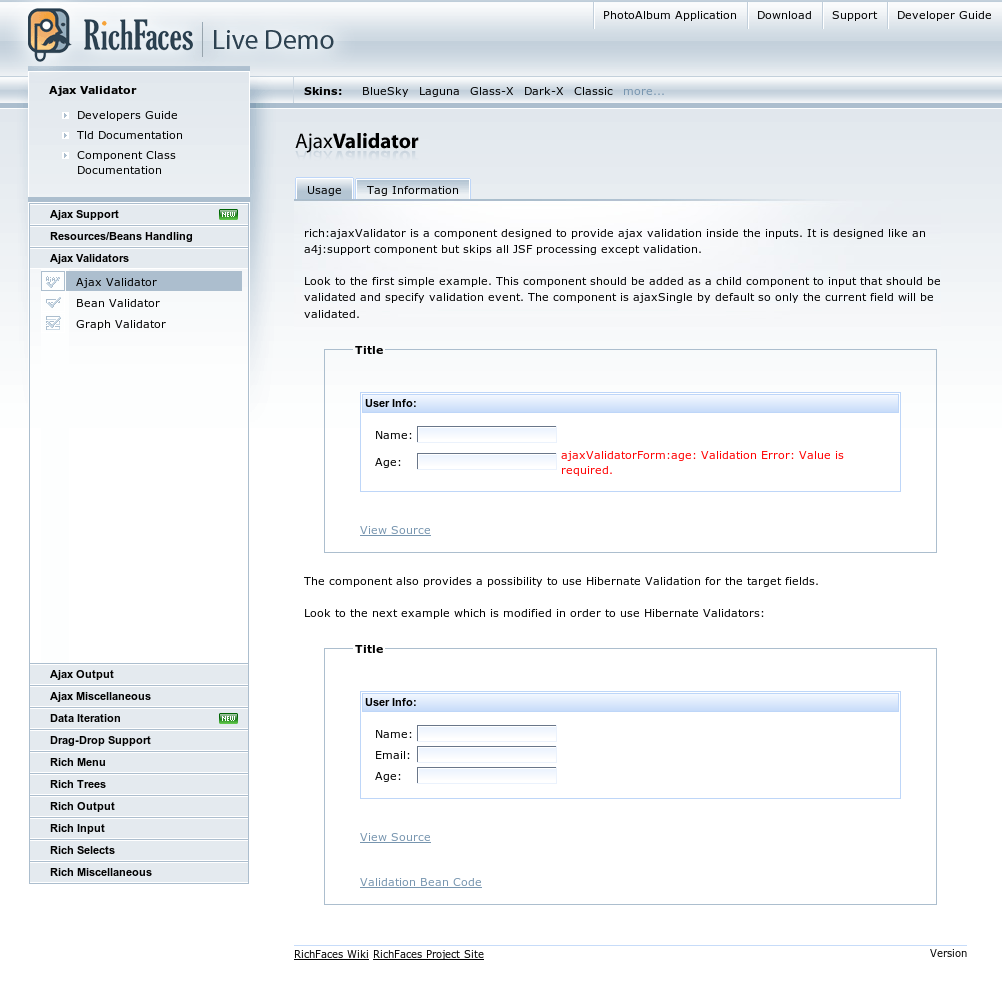 PhotoAlbum Application
Download
Support
Developer Guide
RichFaces Live Demo
Ajax Validator
Developers Guide
Tld Documentation
Component Class
Documentation
Skins: BlueSky Laguna Glass-X Dark-X Classic more...
Ajax Support NEW
Resources/Beans Handling
Ajax Validators
Ajax Validator
Bean Validator
Graph Validator
Ajax Output
Ajax Miscellaneous
Data Iteration NEW
Drag-Drop Support
Rich Menu
Rich Trees
Rich Output
Rich Input
Rich Selects
Rich Miscellaneous
AjaxValidator
Usage
Tag Information
rich:ajaxValidator is a component designed to provide ajax validation inside the inputs. It is designed like an
a4j:support component but skips all JSF processing except validation.
Look to the first simple example. This component should be added as a child component to input that should be
validated and specify validation event. The component is ajaxSingle by default so only the current field will be
validated.
Title
User Info:
Name:
Age: ajaxValidatorForm:age: Validation Error: Value is
required.
View Source
The component also provides a possibility to use Hibernate Validation for the target fields.
Look to the next example which is modified in order to use Hibernate Validators:
Title
User Info:
Name:
Email:
Age:
View Source
Validation Bean Code
RichFaces Wiki RichFaces Project Site
Version